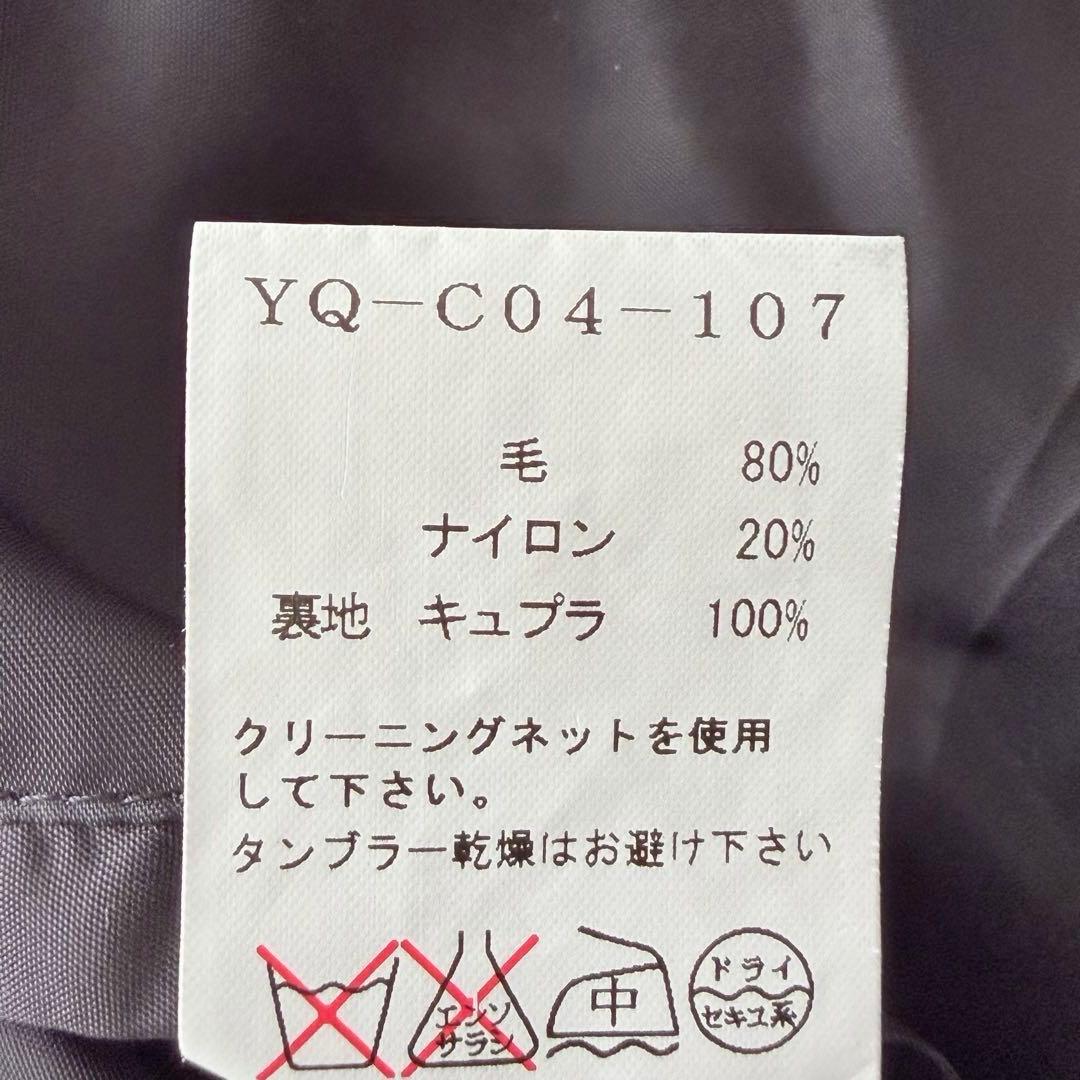 YQ-C04-107
毛 80%
ナイロン 20%
裏地 キュプラ 100%
クリーニングネットを使用
して下さい。
タンブラー乾燥はお避け下さい
エンソ
サラシ
中
ドライ
セキユ系